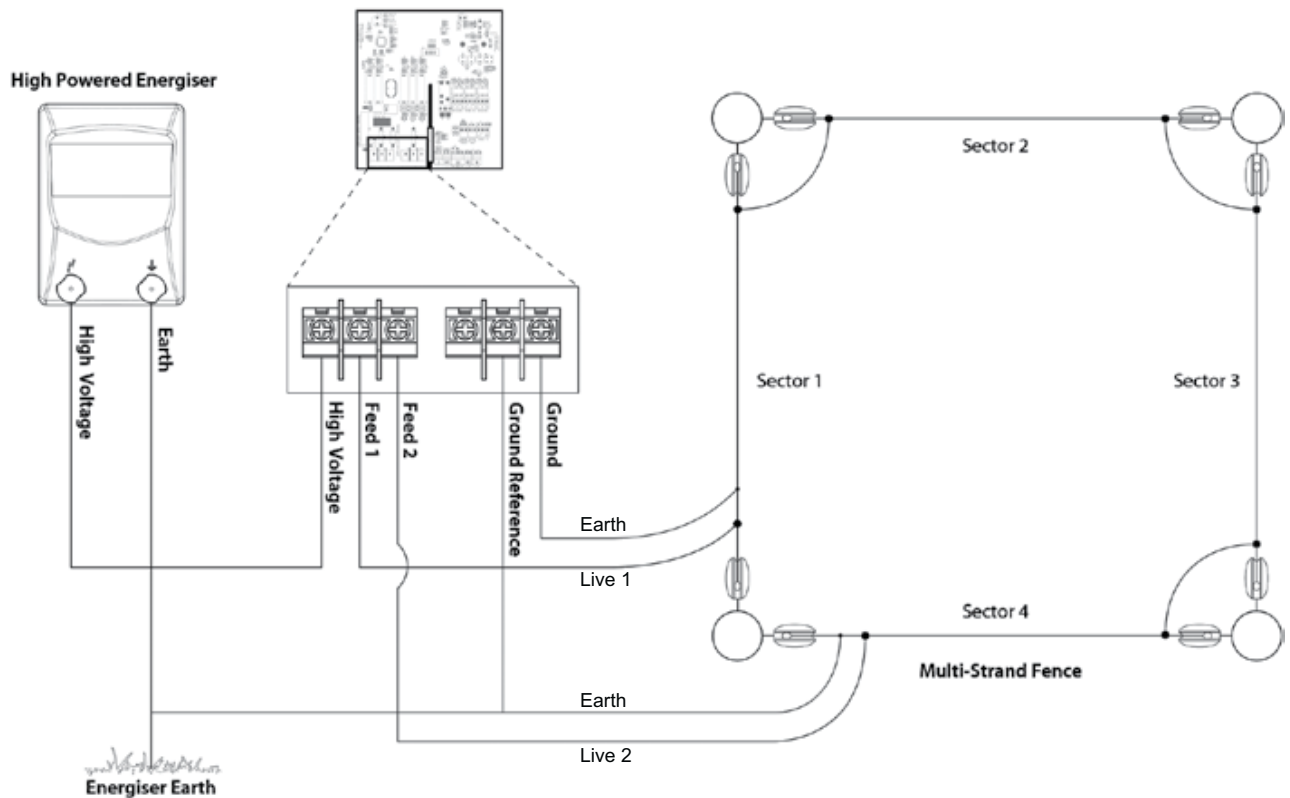 High Powered Energiser
High Voltage
Earth
High Voltage
Feed 1
Feed 2
Ground Reference
Ground
Earth
Live 1
Earth
Live 2
Energiser Earth
Sector 2
Sector 1
Sector 3
Sector 4
Multi-Strand Fence